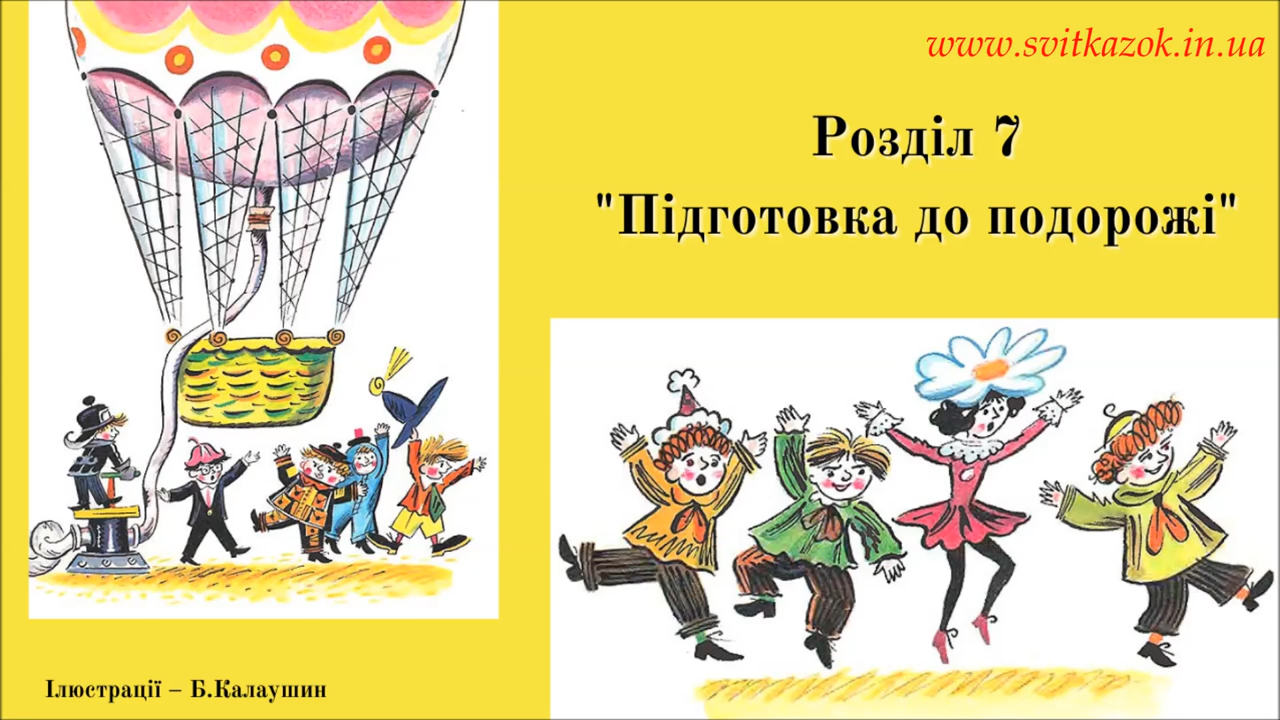 www.svitkazok.in.ua
Розділ 7
"Підготовка до подорожі"
Ілюстрації – Б.Калаушин